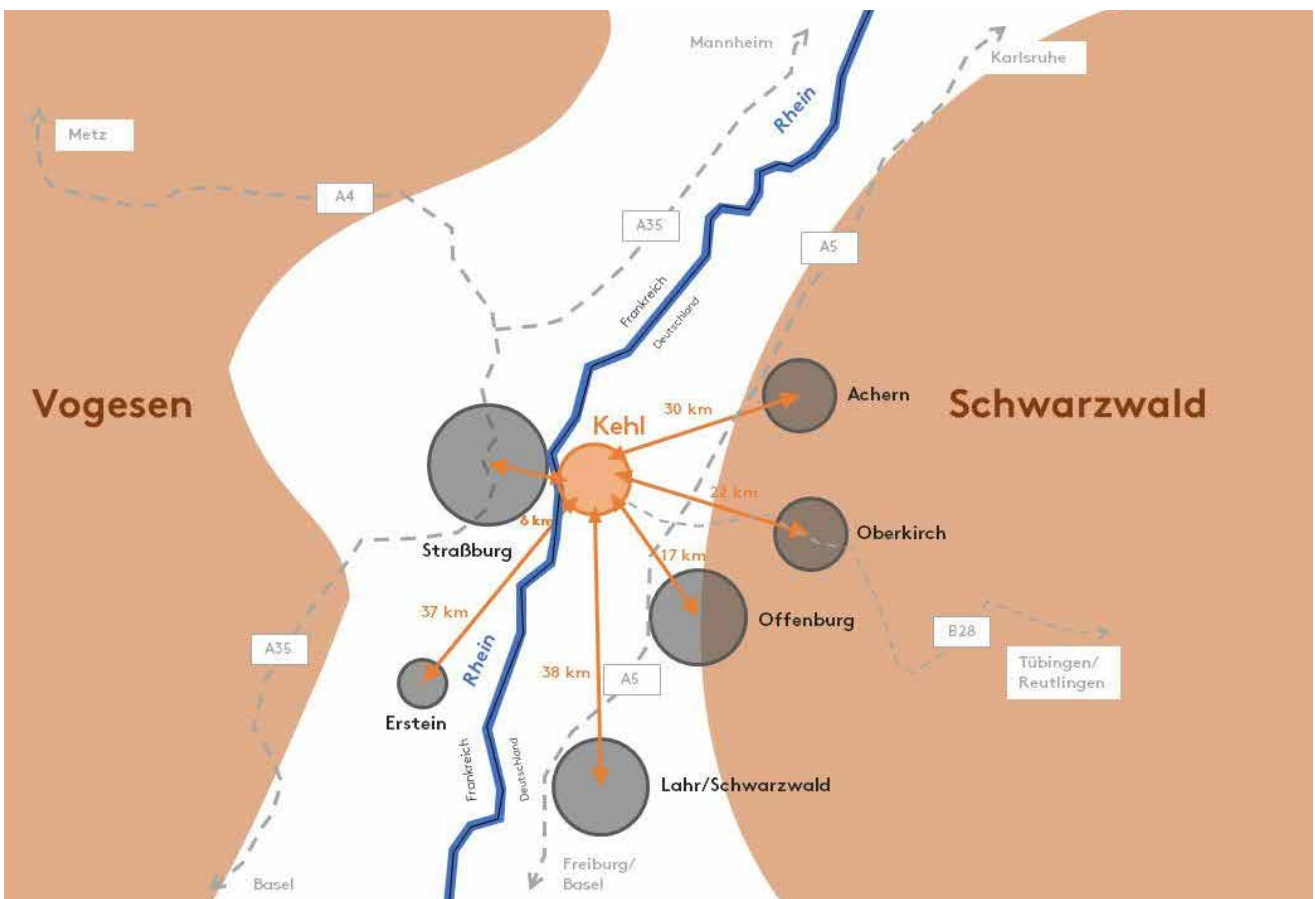 Mannheim
Karlsruhe
Rhein
Metz
A4
A35
A5
Frankreich
Deutschland
Vogesen
Schwarzwald
Achern
30 km
Kehl
22 km
6 km
Straßburg
Oberkirch
17 km
37 km
Offenburg
B28
A35
Rhein
38 km
A5
Tübingen/
Reutlingen
Erstein
Frankreich
Deutschland
Lahr/Schwarzwald
Freiburg/
Basel
Basel